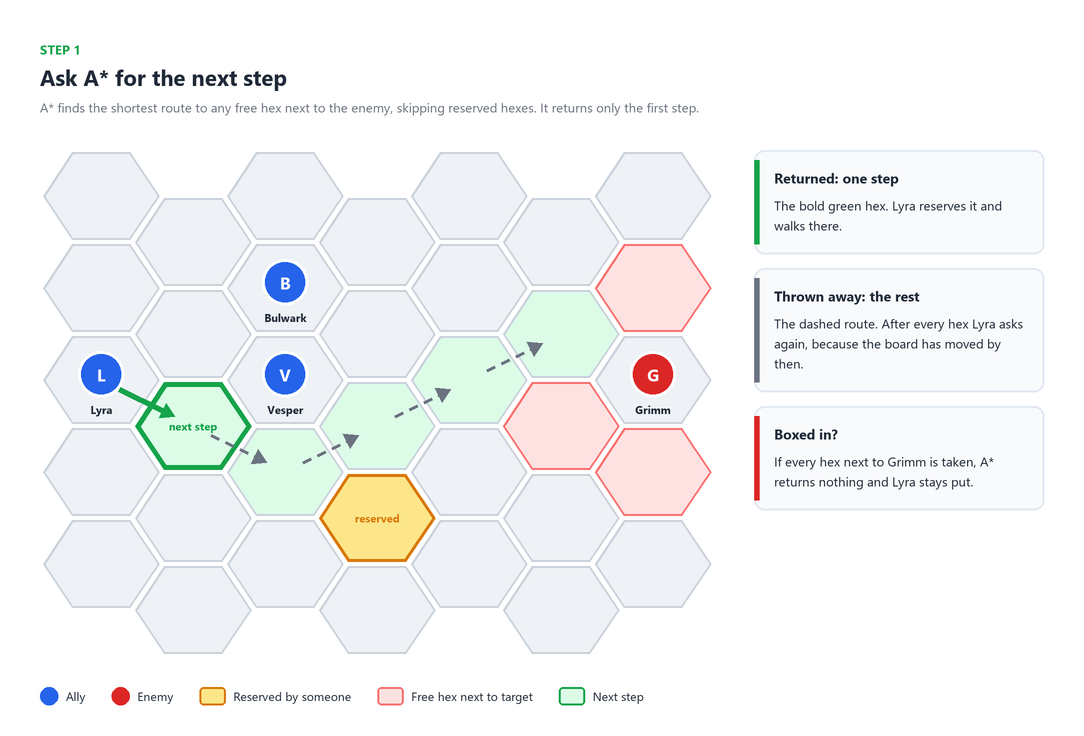 STEP 1
Ask A* for the next step
A* finds the shortest route to any free hex next to the enemy, skipping reserved hexes. It returns only the first step.
B
Bulwark
L
Lyra
V
Vesper
G
Grimm
next step
reserved
Returned: one step
The bold green hex. Lyra reserves it and
walks there.
Thrown away: the rest
The dashed route. After every hex Lyra asks
again, because the board has moved by
then.
Boxed in?
If every hex next to Grimm is taken, A*
returns nothing and Lyra stays put.
Ally
Enemy
Reserved by someone
Free hex next to target
Next step